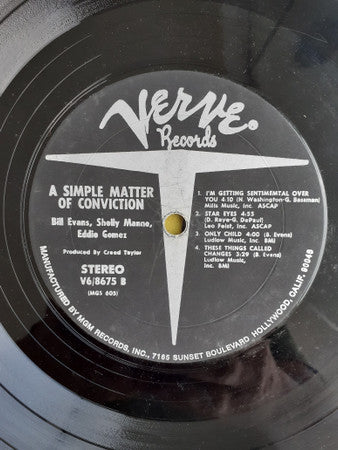 Verve
Records
A SIMPLE MATTER
OF CONVICTION
Bill Evans, Shelly Manne,
Eddie Gomez
Produced by Creed Taylor
STEREO
V6/8675 B
(MGS 603)
1. I'M GETTING SENTIMENTAL OVER
YOU 4:10 (N. Washington-G. Bassman)
Mills Music, Inc. ASCAP
2. STAR EYES 4:53
(D. Raye-G. DePaul)
Leo Feist, Inc. ASCAP
3. ONLY CHILD 4:00 (B. Evans)
Ludlow Music, Inc. BMI
4. THESE THINGS CALLED
CHANGES 3:29 (B. Evans)
Ludlow Music,
Inc. BMI
MANUFACTURED BY MGM RECORDS, INC., 7165 SUNSET BOULEVARD HOLLYWOOD, CALIF. 90046